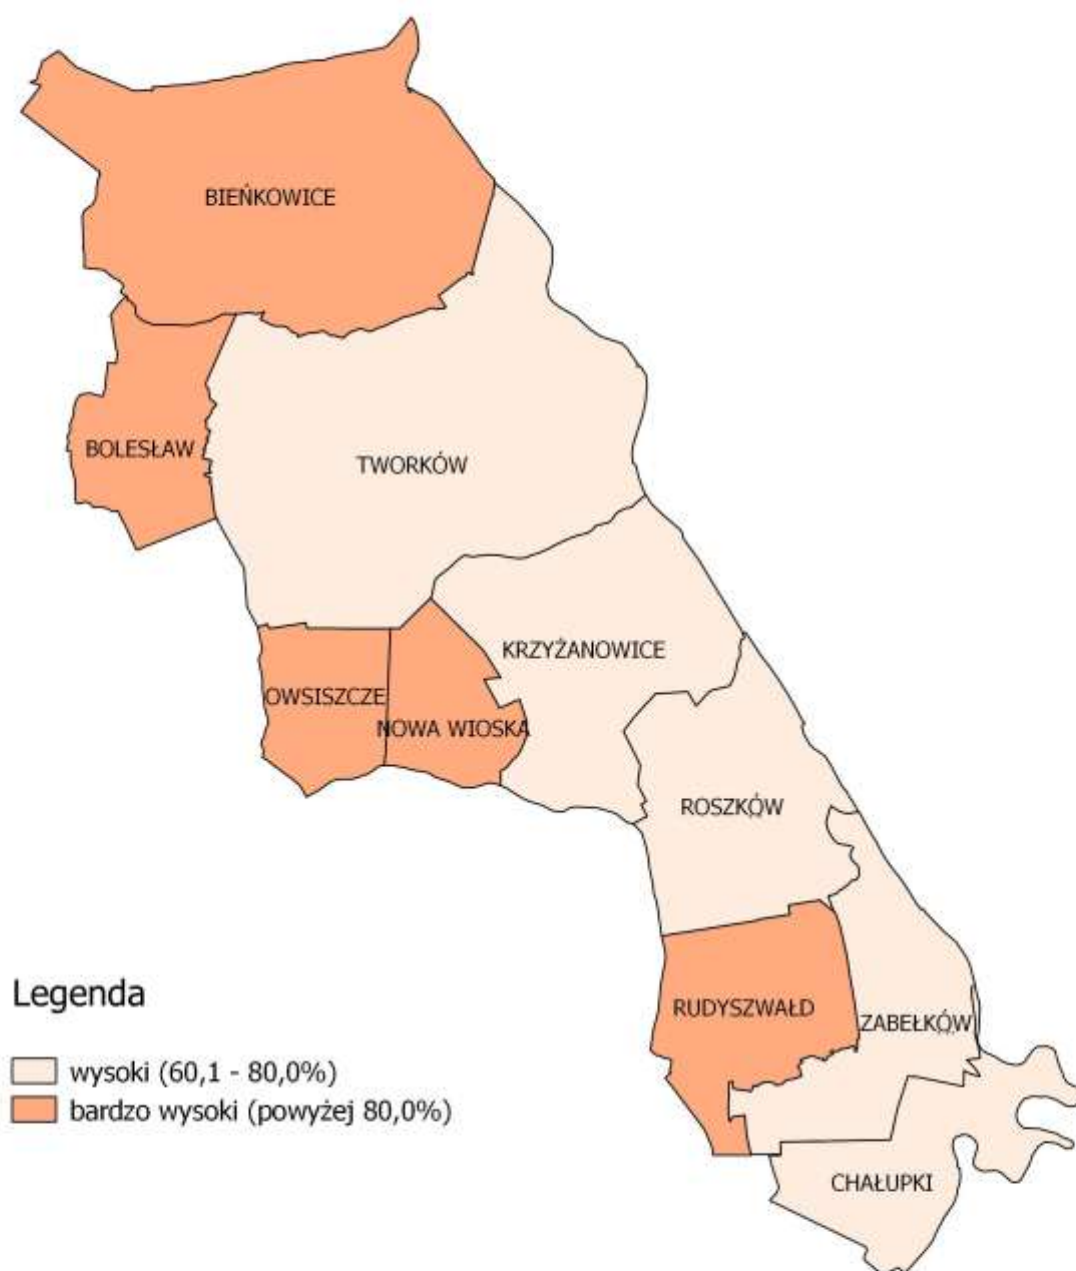 BIEŃKOWICE
BOLESŁAW
TWORKÓW
KRZYŻANOWICE
OWSISZCZE
NOWA WIOSKA
ROSZKÓW
RUDYSZWAŁD
ZABEŁKÓW
CHAŁUPKI
Legenda
wysoki (60,1 - 80,0%)
bardzo wysoki (powyżej 80,0%)